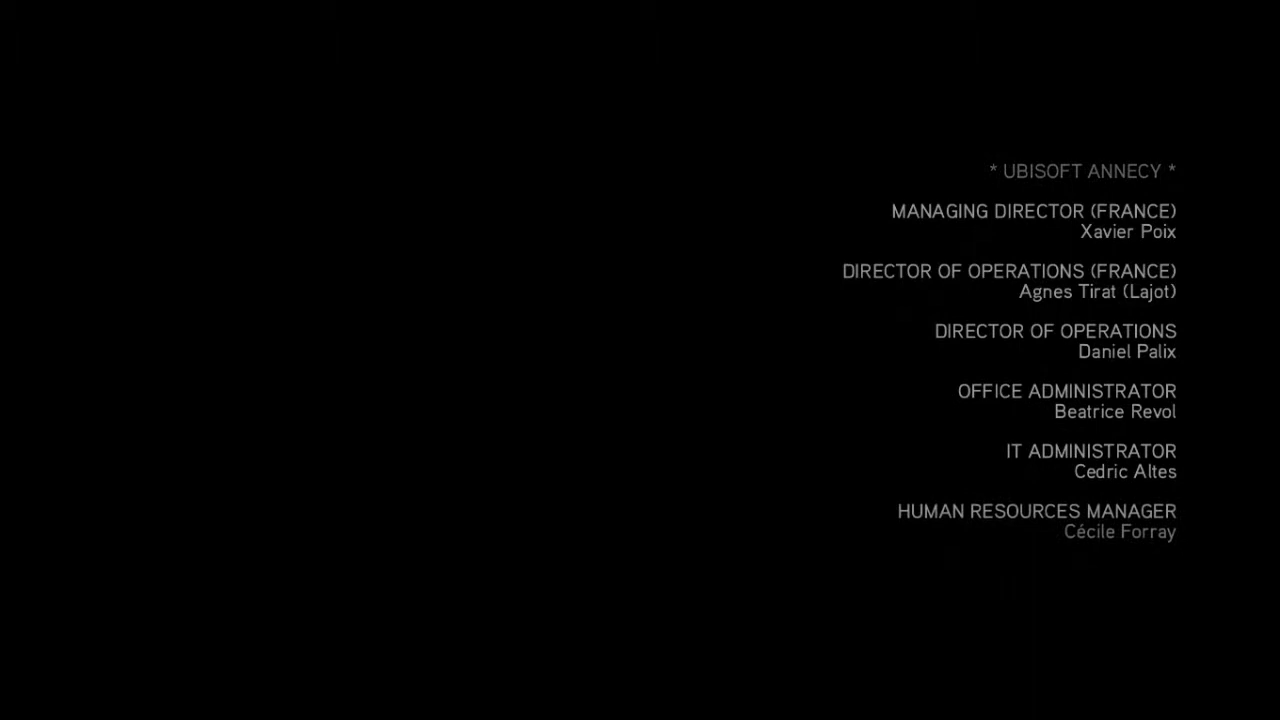 * UBISOFT ANNECY *
MANAGING DIRECTOR (FRANCE)
Xavier Poix
DIRECTOR OF OPERATIONS (FRANCE)
Agnes Tirat (Lajot)
DIRECTOR OF OPERATIONS
Daniel Palix
OFFICE ADMINISTRATOR
Beatrice Revol
IT ADMINISTRATOR
Cedric Altes
HUMAN RESOURCES MANAGER
Cécile Forray